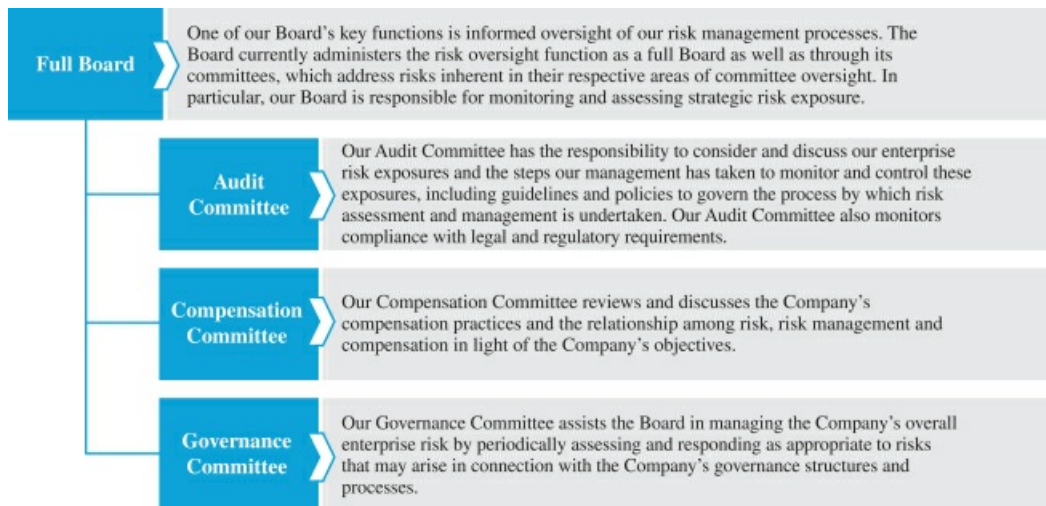 Full Board
One of our Board’s key functions is informed oversight of our risk management processes. The
Board currently administers the risk oversight function as a full Board as well as through its
committees, which address risks inherent in their respective areas of committee oversight. In
particular, our Board is responsible for monitoring and assessing strategic risk exposure.
Audit
Committee
Our Audit Committee has the responsibility to consider and discuss our enterprise
risk exposures and the steps our management has taken to monitor and control these
exposures, including guidelines and policies to govern the process by which risk
assessment and management is undertaken. Our Audit Committee also monitors
compliance with legal and regulatory requirements.
Compensation
Committee
Our Compensation Committee reviews and discusses the Company’s
compensation practices and the relationship among risk, risk management and
compensation in light of the Company’s objectives.
Governance
Committee
Our Governance Committee assists the Board in managing the Company’s overall
enterprise risk by periodically assessing and responding as appropriate to risks
that may arise in connection with the Company’s governance structures and
processes.